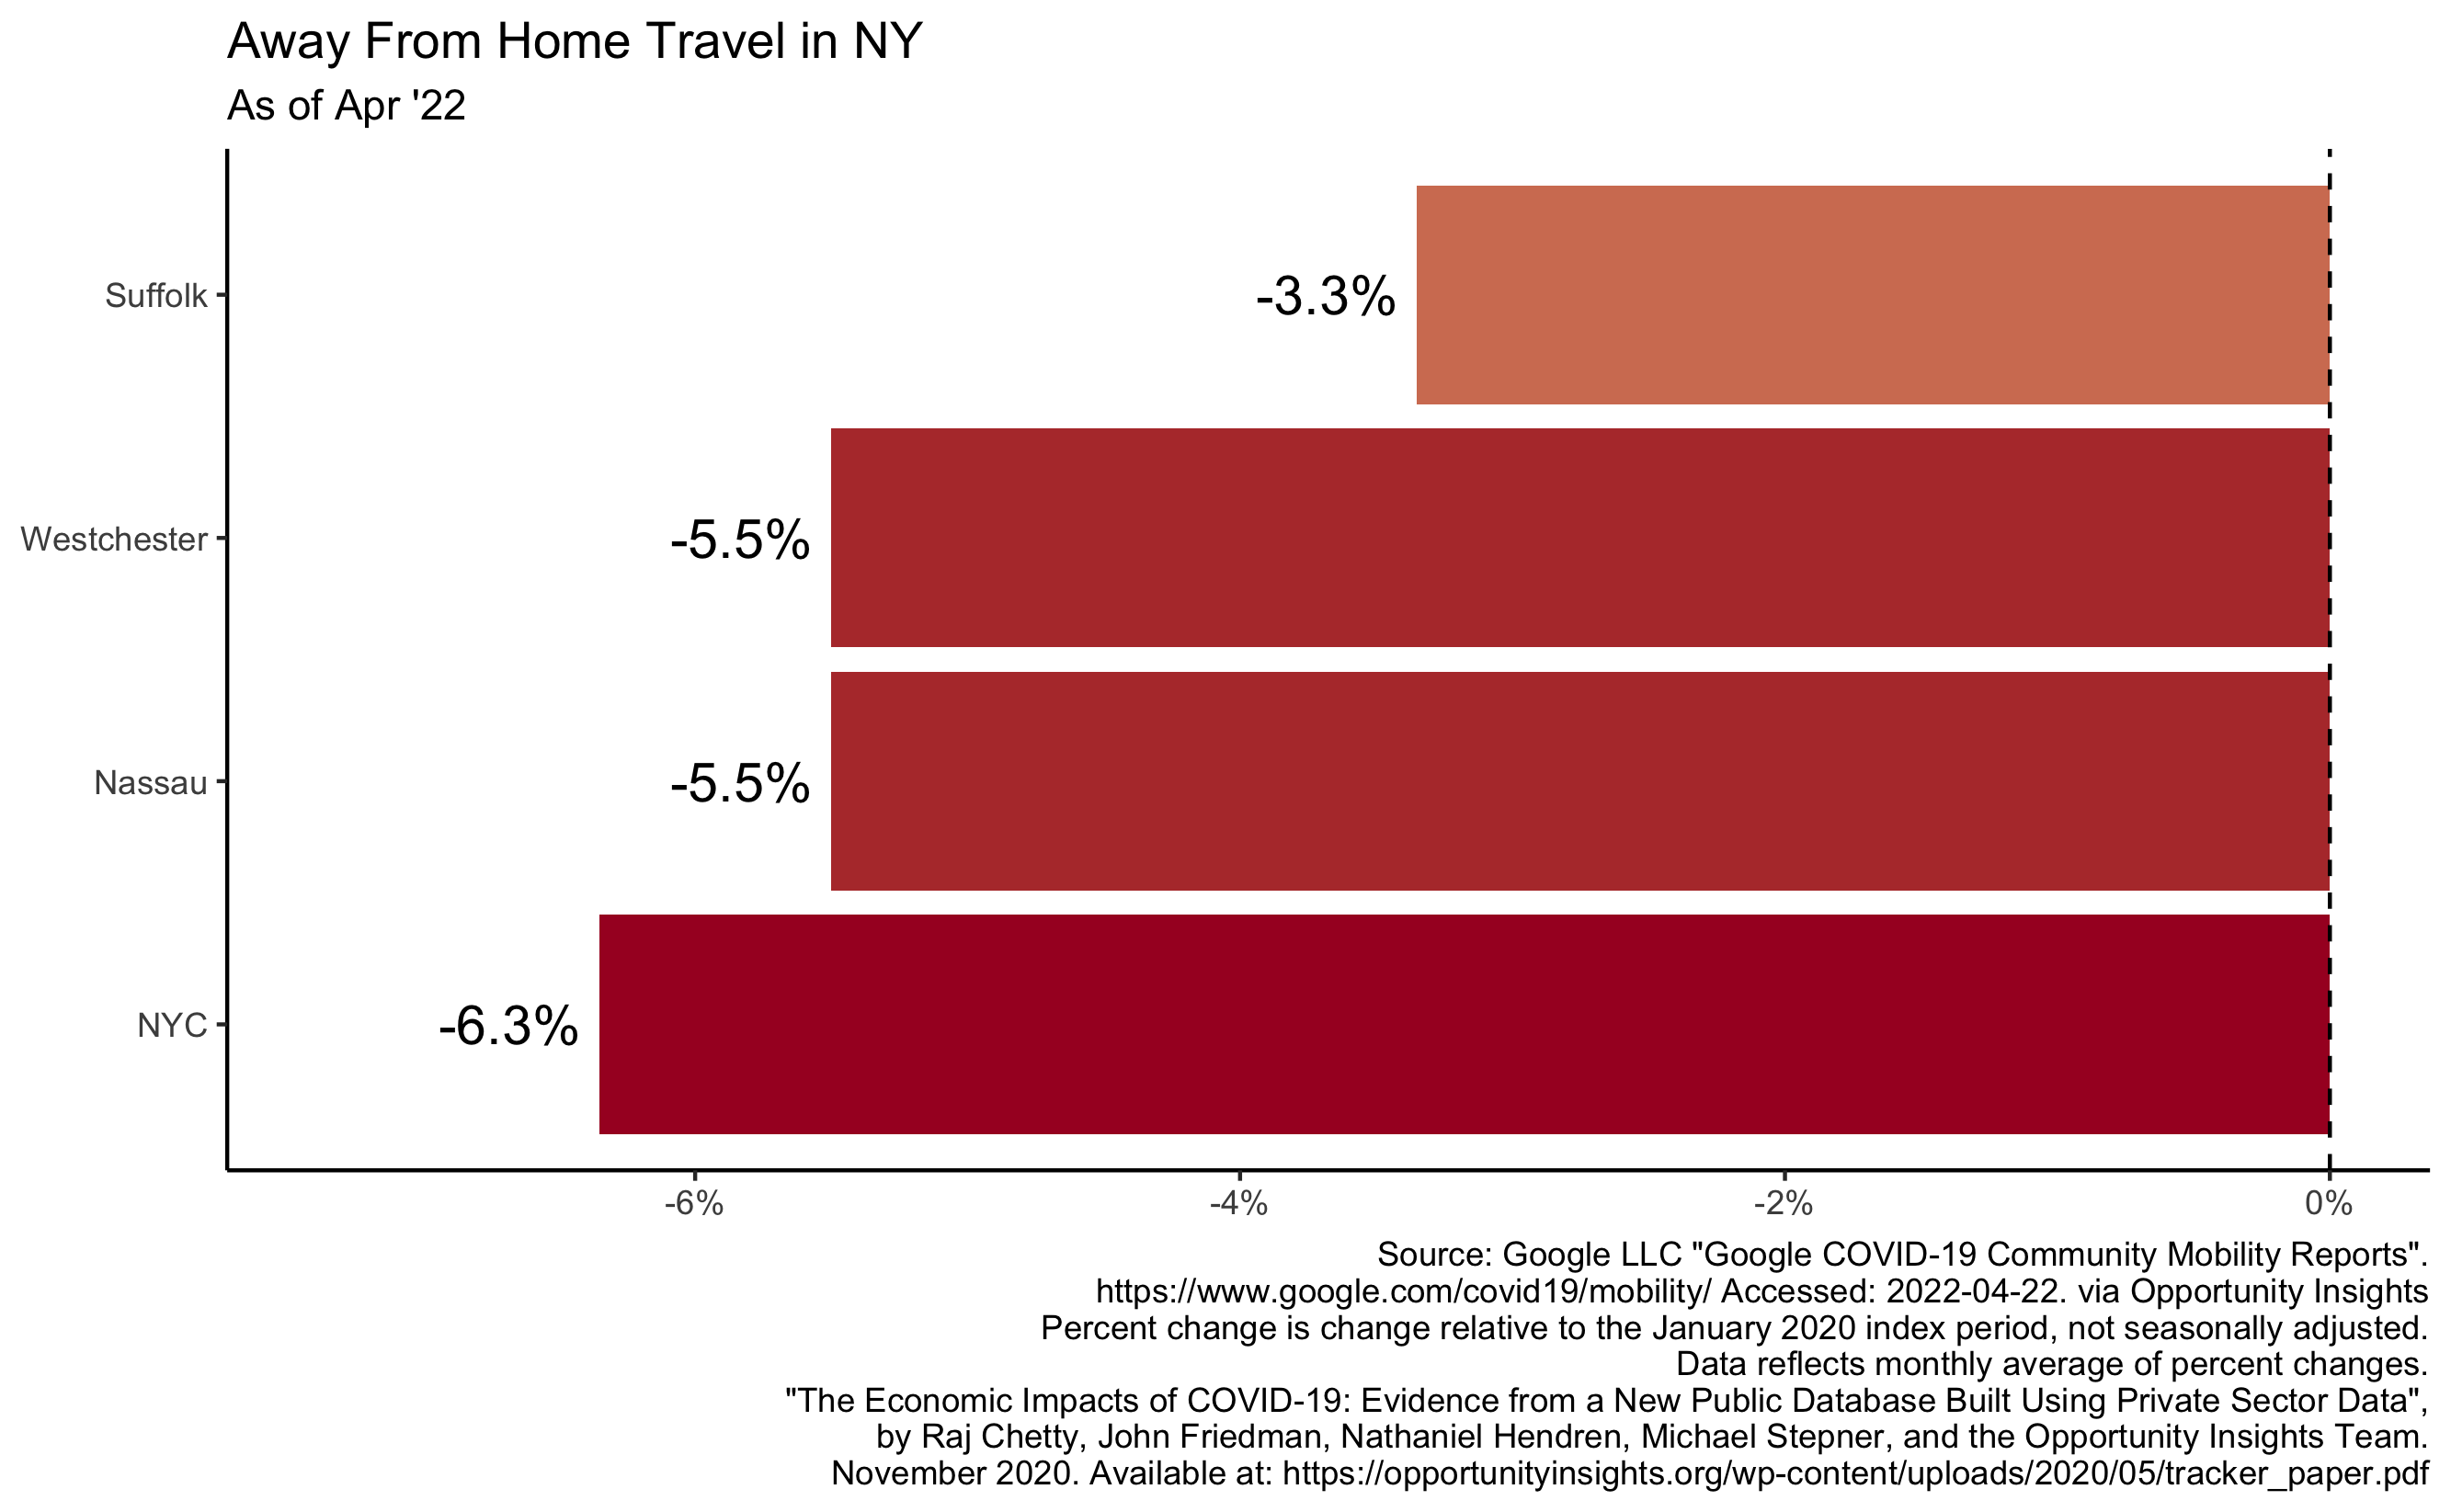 Away From Home Travel in NY
As of Apr '22
Suffolk
-3.3%
Westchester
-5.5%
Nassau
-5.5%
NYC
-6.3%
-6%
-4%
-2%
0%
Source: Google LLC "Google COVID-19 Community Mobility Reports".
https://www.google.com/covid19/mobility/ Accessed: 2022-04-22. via Opportunity Insights
Percent change is change relative to the January 2020 index period, not seasonally adjusted.
Data reflects monthly average of percent changes.
"The Economic Impacts of COVID-19: Evidence from a New Public Database Built Using Private Sector Data",
by Raj Chetty, John Friedman, Nathaniel Hendren, Michael Stepner, and the Opportunity Insights Team.
November 2020. Available at: https://opportunityinsights.org/wp-content/uploads/2020/05/tracker_paper.pdf